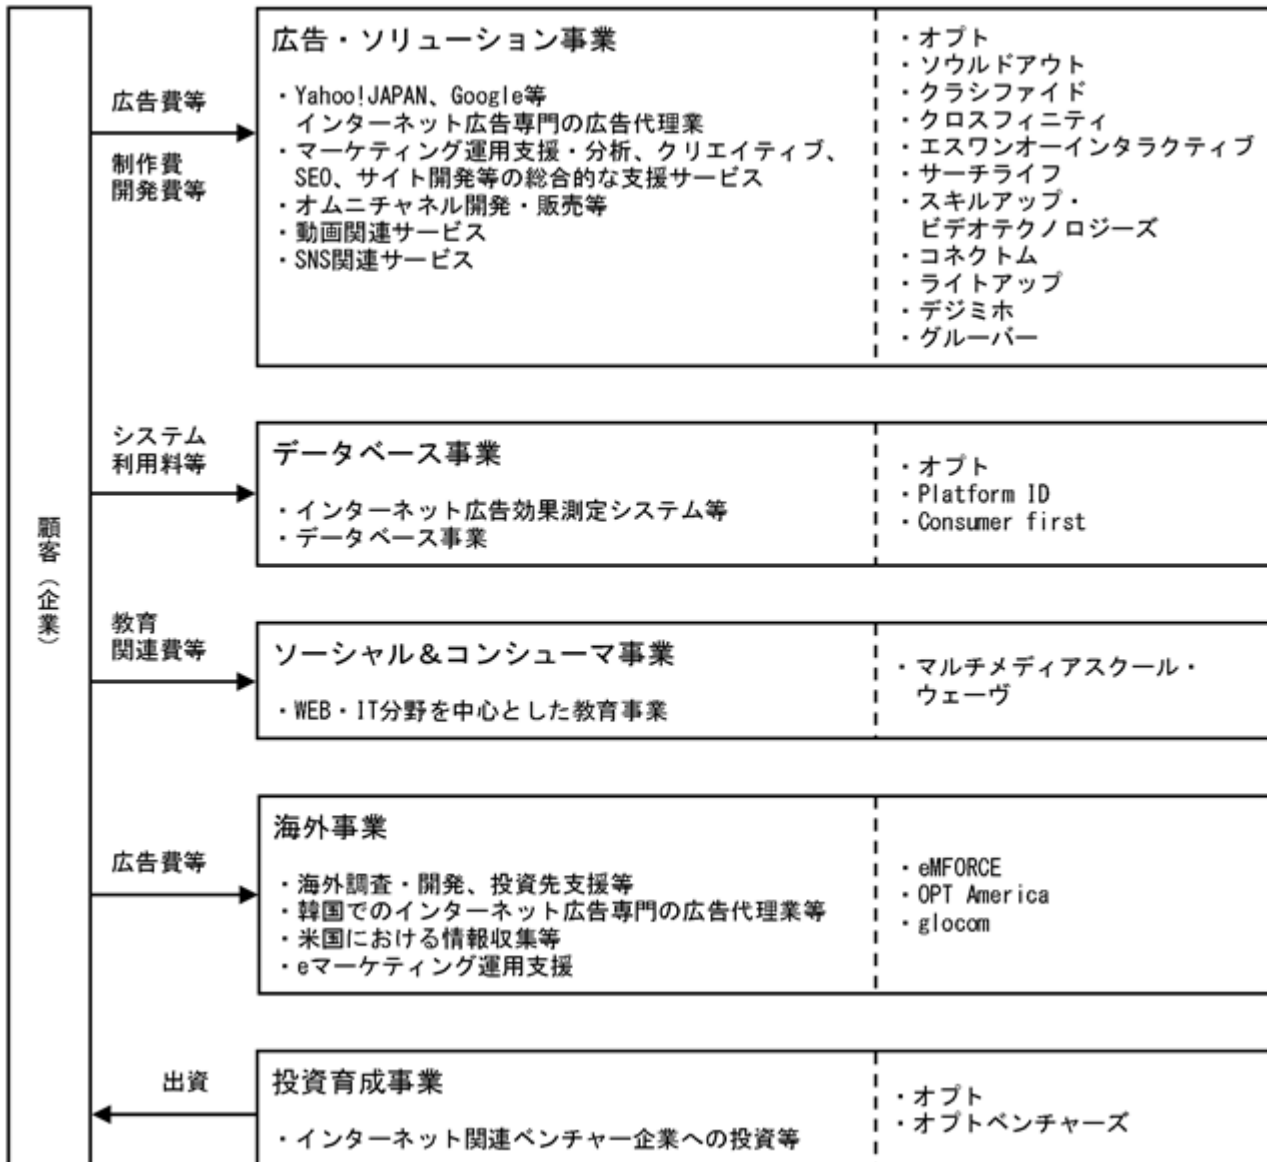 顧客（企業）
広告費等
制作費
開発費等
広告・ソリューション事業
・Yahoo!JAPAN、Google等
インターネット広告専門の広告代理業
・マーケティング運用支援・分析、クリエイティブ、
SEO、サイト開発等の総合的な支援サービス
・オムニチャネル開発・販売等
・動画関連サービス
・SNS関連サービス
・オプト
・ソウルドアウト
・クラシファイド
・クロスフィニティ
・エスワンオーインタラクティブ
・サーチライフ
・スキルアップ・
ビデオテクノロジーズ
・コネクトム
・ライトアップ
・デジミホ
・グルーバー
システム
利用料等
データベース事業
・インターネット広告効果測定システム等
・データベース事業
・オプト
・Platform ID
・Consumer first
教育
関連費等
ソーシャル＆コンシューマ事業
・WEB・IT分野を中心とした教育事業
・マルチメディアスクール・
ウェーヴ
広告費等
海外事業
・海外調査・開発、投資先支援等
・韓国でのインターネット広告専門の広告代理業等
・米国における情報収集等
・eマーケティング運用支援
・eMFORCE
・OPT America
・glocom
出資
投資育成事業
・インターネット関連ベンチャー企業への投資等
・オプト
・オプトベンチャーズ